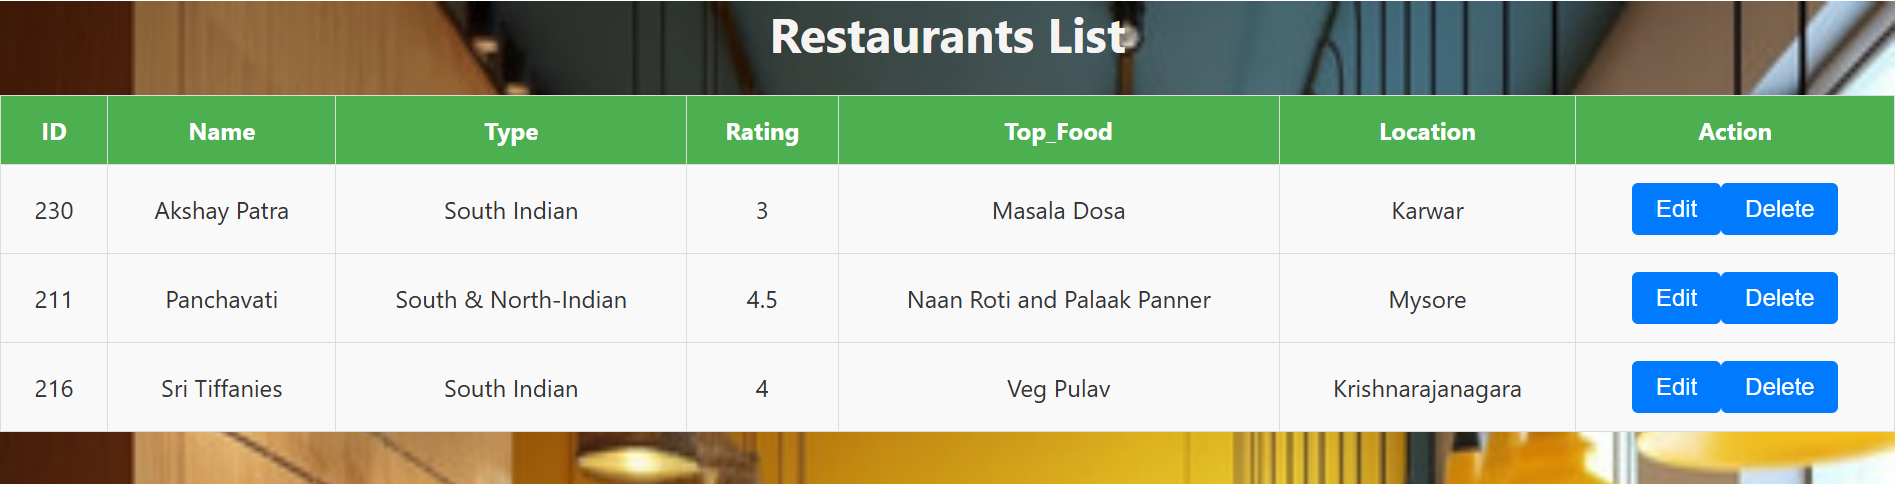 Restaurants List
ID Name Type Rating Top_Food Location Action
230 Akshay Patra South Indian 3 Masala Dosa Karwar Edit Delete
211 Panchavati South & North-Indian 4.5 Naan Roti and Palaak Panner Mysore Edit Delete
216 Sri Tiffanies South Indian 4 Veg Pulav Krishnarajanagara Edit Delete